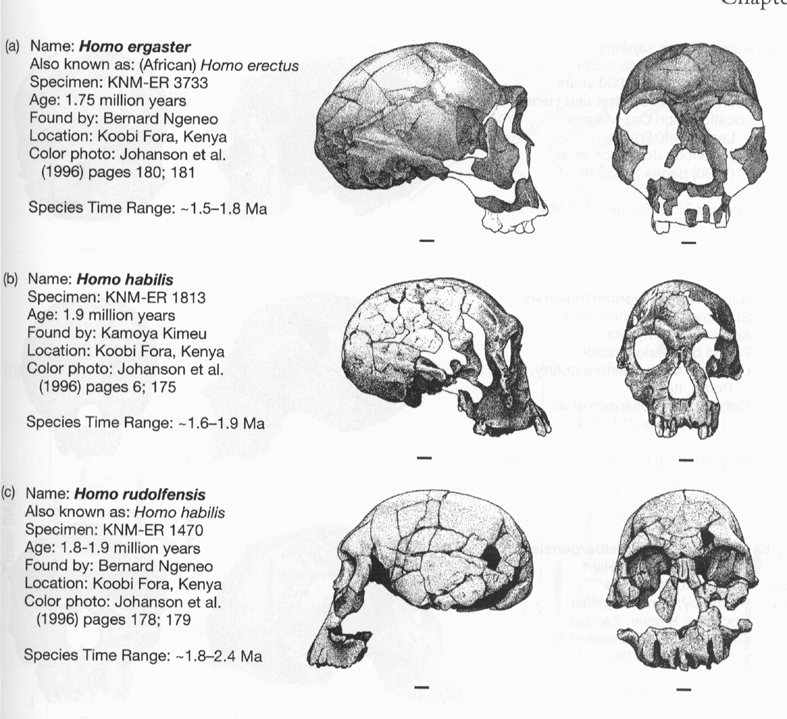 Chapte
(a) Name: Homo ergaster
Also known as: (African) Homo erectus
Specimen: KNM-ER 3733
Age: 1.75 million years
Found by: Bernard Ngeneo
Location: Koobi Fora, Kenya
Color photo: Johanson et al.
(1996) pages 180; 181
Species Time Range: ~1.5–1.8 Ma
(b) Name: Homo habilis
Specimen: KNM-ER 1813
Age: 1.9 million years
Found by: Kamoya Kimeu
Location: Koobi Fora, Kenya
Color photo: Johanson et al.
(1996) pages 6; 175
Species Time Range: ~1.6–1.9 Ma
(c) Name: Homo rudolfensis
Also known as: Homo habilis
Specimen: KNM-ER 1470
Age: 1.8-1.9 million years
Found by: Bernard Ngeneo
Location: Koobi Fora, Kenya
Color photo: Johanson et al.
(1996) pages 178; 179
Species Time Range: ~1.8–2.4 Ma